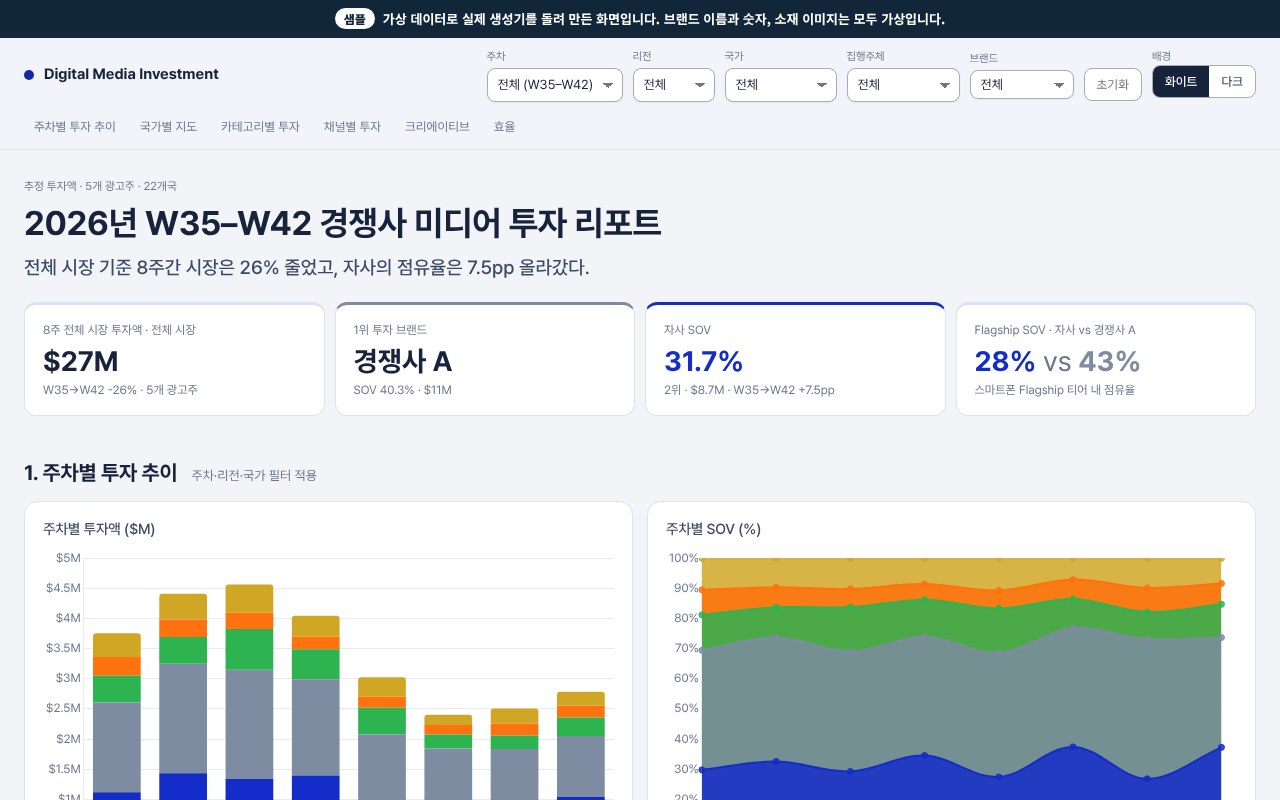 샘플 가상 데이터로 실제 생성기를 돌려 만든 화면입니다. 브랜드 이름과 숫자, 소재 이미지는 모두 가상입니다.
Digital Media Investment
주차 리전 국가 집행주체 브랜드 배경
전체 (W35–W42) 전체 전체 전체 전체 초기화 화이트 다크
주차별 투자 추이 국가별 지도 카테고리별 투자 채널별 투자 크리에이티브 효율
추정 투자액 · 5개 광고주 · 22개국
2026년 W35–W42 경쟁사 미디어 투자 리포트
전체 시장 기준 8주간 시장은 26% 줄었고, 자사의 점유율은 7.5pp 올라갔다.
8주 전체 시장 투자액 · 전체 시장
$27M
W35→W42 -26% · 5개 광고주
1위 투자 브랜드
경쟁사 A
SOV 40.3% · $11M
자사 SOV
31.7%
2위 · $8.7M · W35→W42 +7.5pp
Flagship SOV · 자사 vs 경쟁사 A
28% vs 43%
스마트폰 Flagship 티어 내 점유율
1. 주차별 투자 추이 주차·리전·국가 필터 적용
주차별 투자액 ($M)
$5M
$4.5M
$4M
$3.5M
$3M
$2.5M
$2M
$1.5M
$1M
주차별 SOV (%)
100%
90%
80%
70%
60%
50%
40%
30%
20%